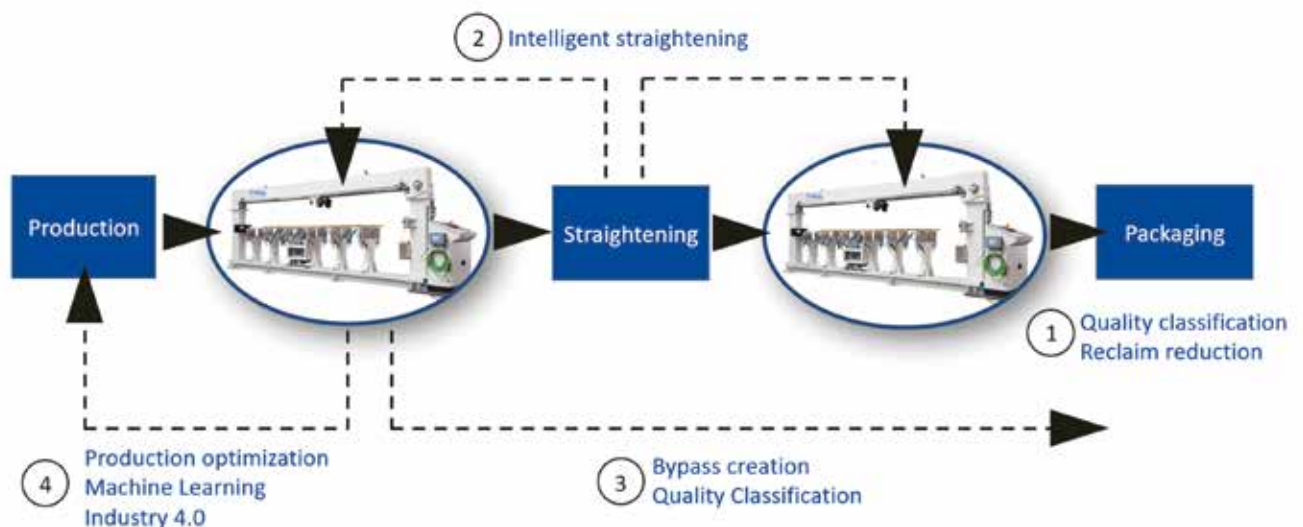 2 Intelligent straightening
Production
Straightening
Packaging
1 Quality classification
Reclaim reduction
4 Production optimization
Machine Learning
Industry 4.0
3 Bypass creation
Quality Classification